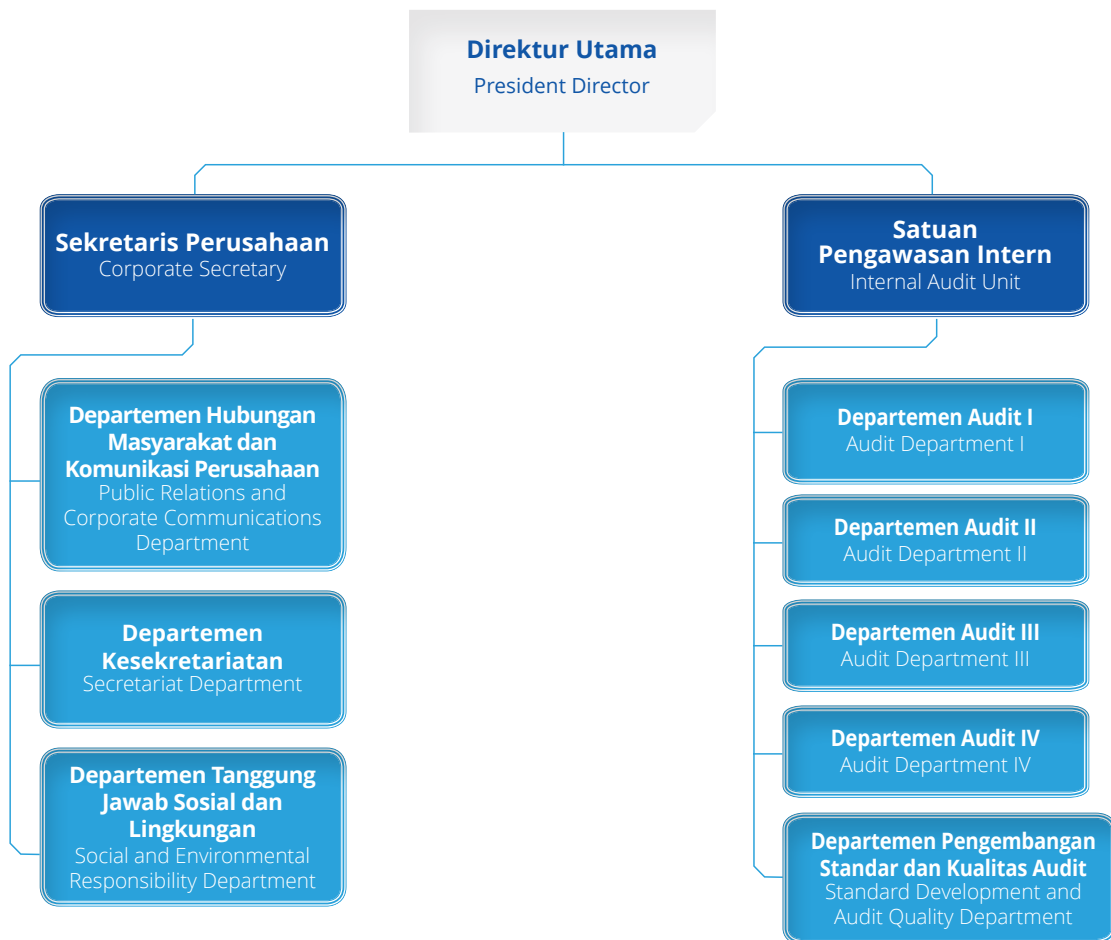 Direktur Utama
President Director
Sekretaris Perusahaan
Corporate Secretary
Departemen Hubungan
Masyarakat dan
Komunikasi Perusahaan
Public Relations and
Corporate Communications
Department
Departemen
Kesekretariatan
Secretariat Department
Departemen Tanggung
Jawab Sosial dan
Lingkungan
Social and Environmental
Responsibility Department
Satuan
Pengawasan Intern
Internal Audit Unit
Departemen Audit I
Audit Department I
Departemen Audit II
Audit Department II
Departemen Audit III
Audit Department III
Departemen Audit IV
Audit Department IV
Departemen Pengembangan
Standar dan Kualitas Audit
Standard Development and
Audit Quality Department